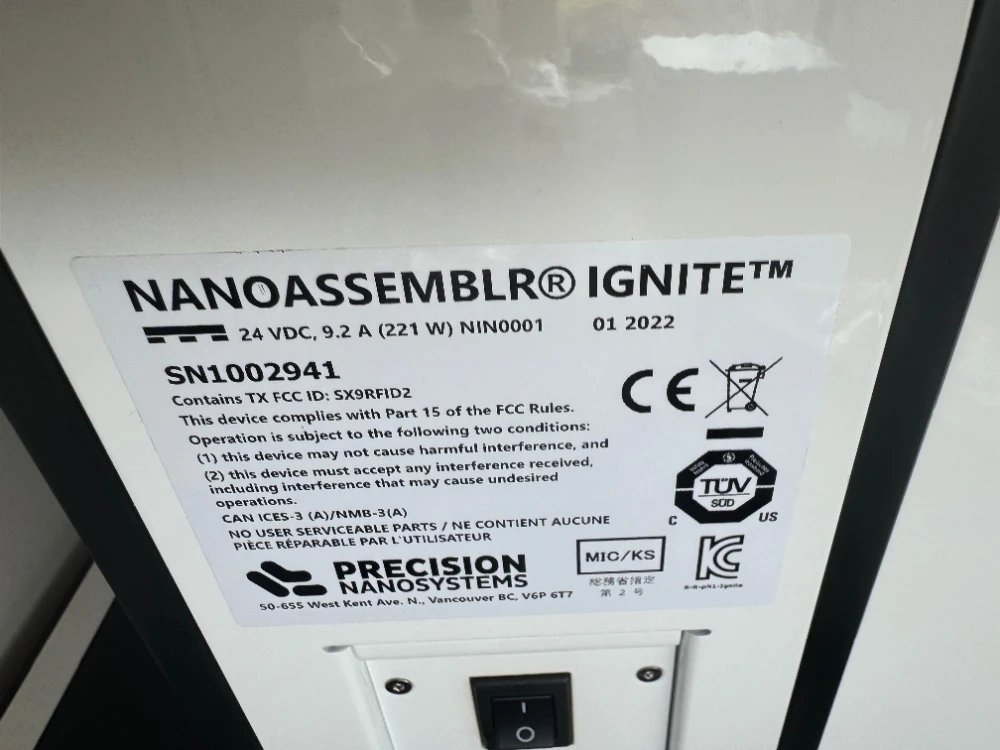 NANOASSEMBLR® IGNITE™
24 VDC, 9.2 A (221 W) NIN0001 01 2022
SN1002941
Contains TX FCC ID: SX9RFID2
This device complies with Part 15 of the FCC Rules.
Operation is subject to the following two conditions:
(1) this device may not cause harmful interference, and
(2) this device must accept any interference received,
including interference that may cause undesired
operations.
CAN ICES-3 (A)/NMB-3(A)
NO USER SERVICEABLE PARTS / NE CONTIENT AUCUNE
PIÈCE RÉPARABLE PAR L'UTILISATEUR
PRECISION
NANOSYSTEMS
50-655 West Kent Ave. N., Vancouver BC, V6P 6T7
CE
TÜV
SÜD
C US
MIC/KS
総務省指定
第 2 号
KC
R-R-pNI-Ignite